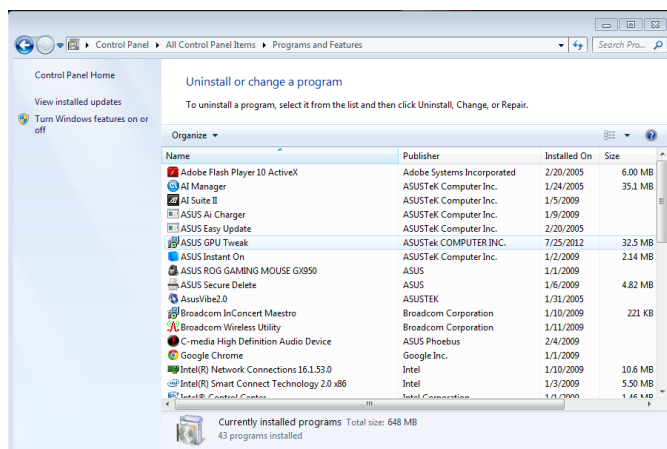 Control Panel ▸ All Control Panel Items ▸ Programs and Features
Search Pro...
Control Panel Home
View installed updates
Turn Windows features on or
off
Uninstall or change a program
To uninstall a program, select it from the list and then click Uninstall, Change, or Repair.
Organize
Name Publisher Installed On Size
Adobe Flash Player 10 ActiveX Adobe Systems Incorporated 2/20/2005 6.00 MB
AI Manager ASUSTeK Computer Inc. 1/24/2005 35.1 MB
AI Suite II ASUSTeK Computer Inc. 1/5/2009
ASUS Ai Charger ASUSTeK Computer Inc. 1/9/2009
ASUS Easy Update ASUSTeK Computer Inc. 2/20/2005
ASUS GPU Tweak ASUSTek COMPUTER INC. 7/25/2012 32.5 MB
ASUS Instant On ASUSTeK Computer Inc. 1/2/2009 2.14 MB
ASUS ROG GAMING MOUSE GX950 ASUS 1/1/2009
ASUS Secure Delete ASUS 1/6/2009 4.82 MB
AsusVibe2.0 ASUSTEK 1/31/2005
Broadcom InConcert Maestro Broadcom Corporation 1/10/2009 221 KB
Broadcom Wireless Utility Broadcom Corporation 1/11/2009
C-media High Definition Audio Device ASUS Phoebus 2/4/2009
Google Chrome Google Inc. 1/1/2009
Intel(R) Network Connections 16.1.53.0 Intel 1/10/2009 10.6 MB
Intel(R) Smart Connect Technology 2.0 x86 Intel 1/3/2009 5.50 MB
Intel® Control Center Intel Corporation 1/1/2009 1.46 MB
Currently installed programs Total size: 648 MB
43 programs installed